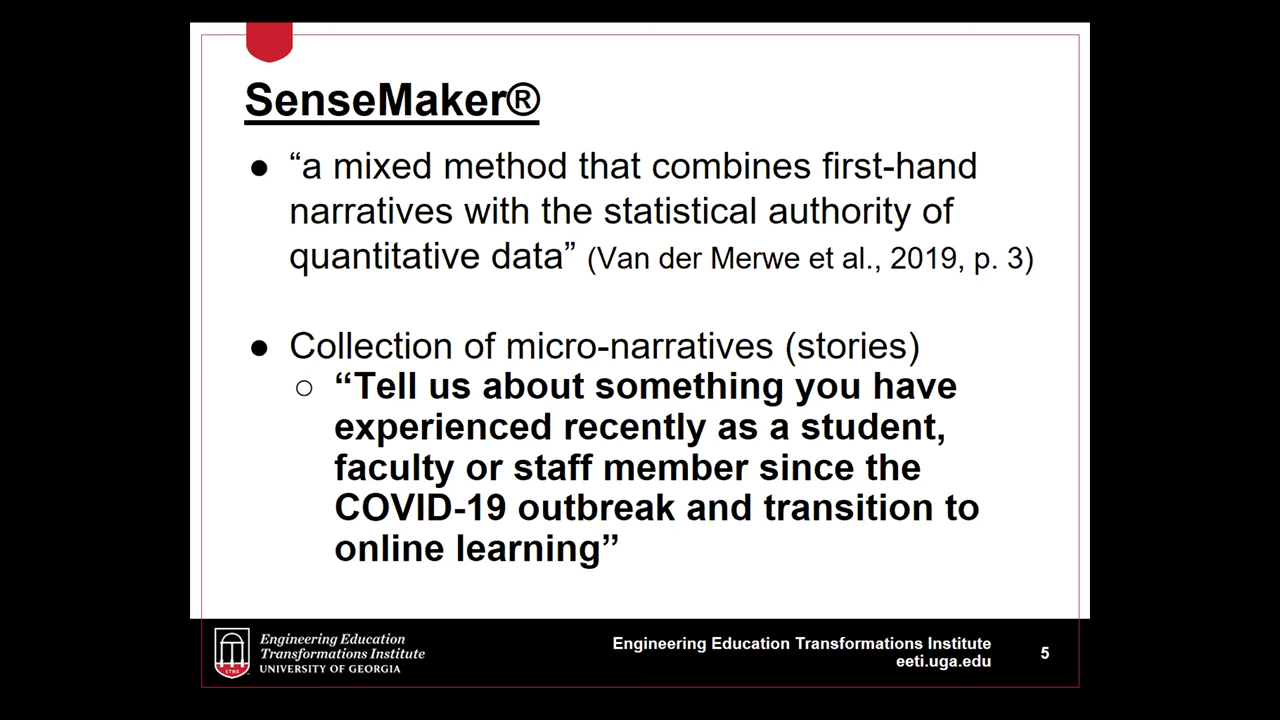 SenseMaker®
● “a mixed method that combines first-hand
narratives with the statistical authority of
quantitative data” (Van der Merwe et al., 2019, p. 3)
● Collection of micro-narratives (stories)
○ “Tell us about something you have
experienced recently as a student,
faculty or staff member since the
COVID-19 outbreak and transition to
online learning”
Engineering Education
Transformations Institute
UNIVERSITY OF GEORGIA
1785
Engineering Education Transformations Institute
eeti.uga.edu
5